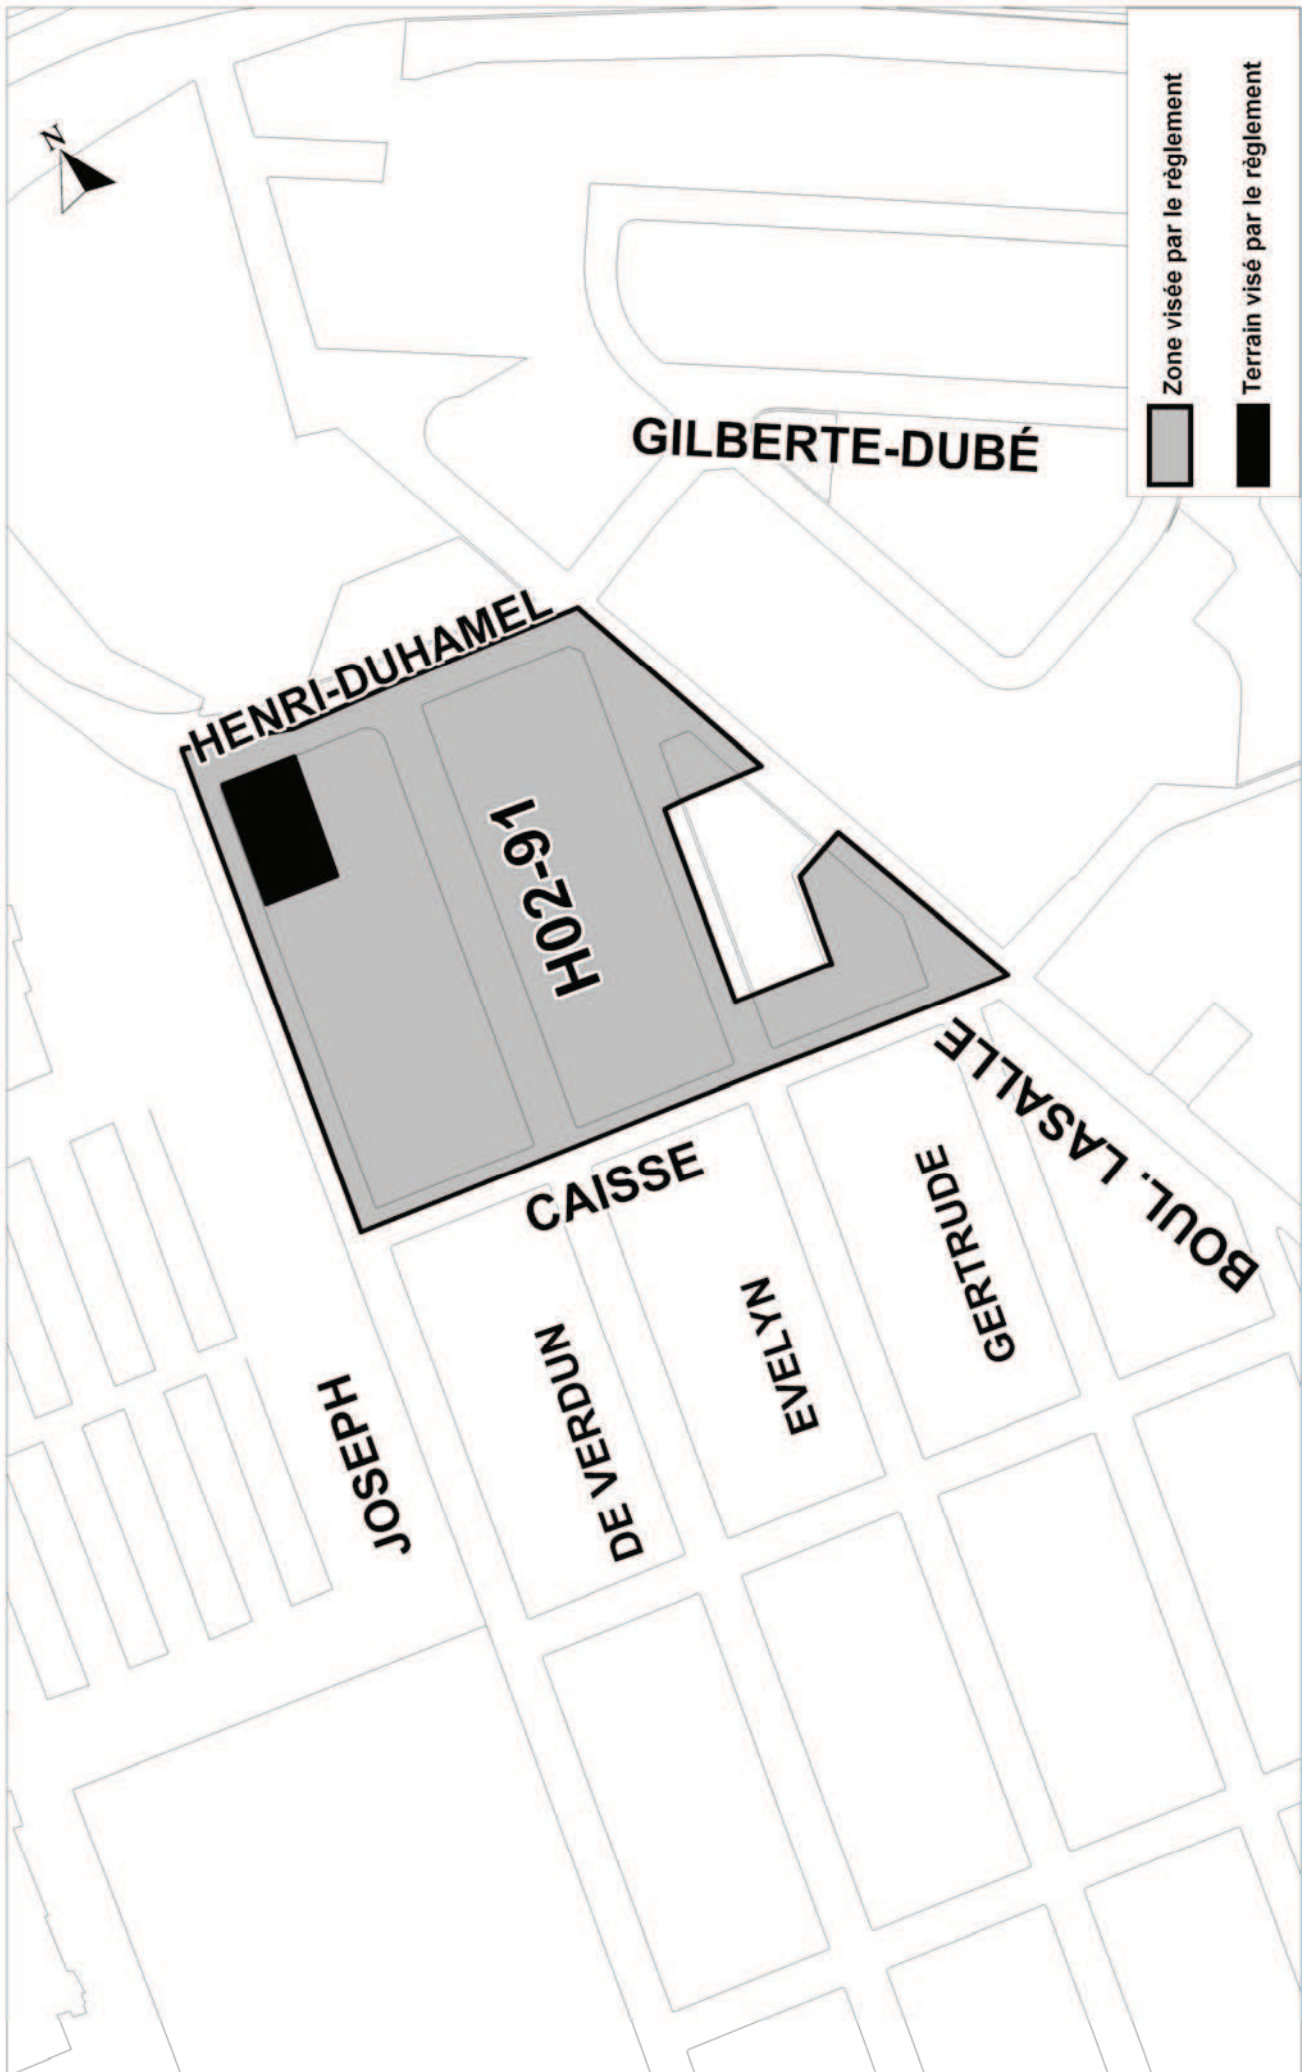 N
Zone visée par le règlement
Terrain visé par le règlement
GILBERTE-DUBÉ
HENRI-DUHAMEL
H02-91
CAISSE
BOUL. LASALLE
GERTRUDE
EVELYN
DE VERDUN
JOSEPH